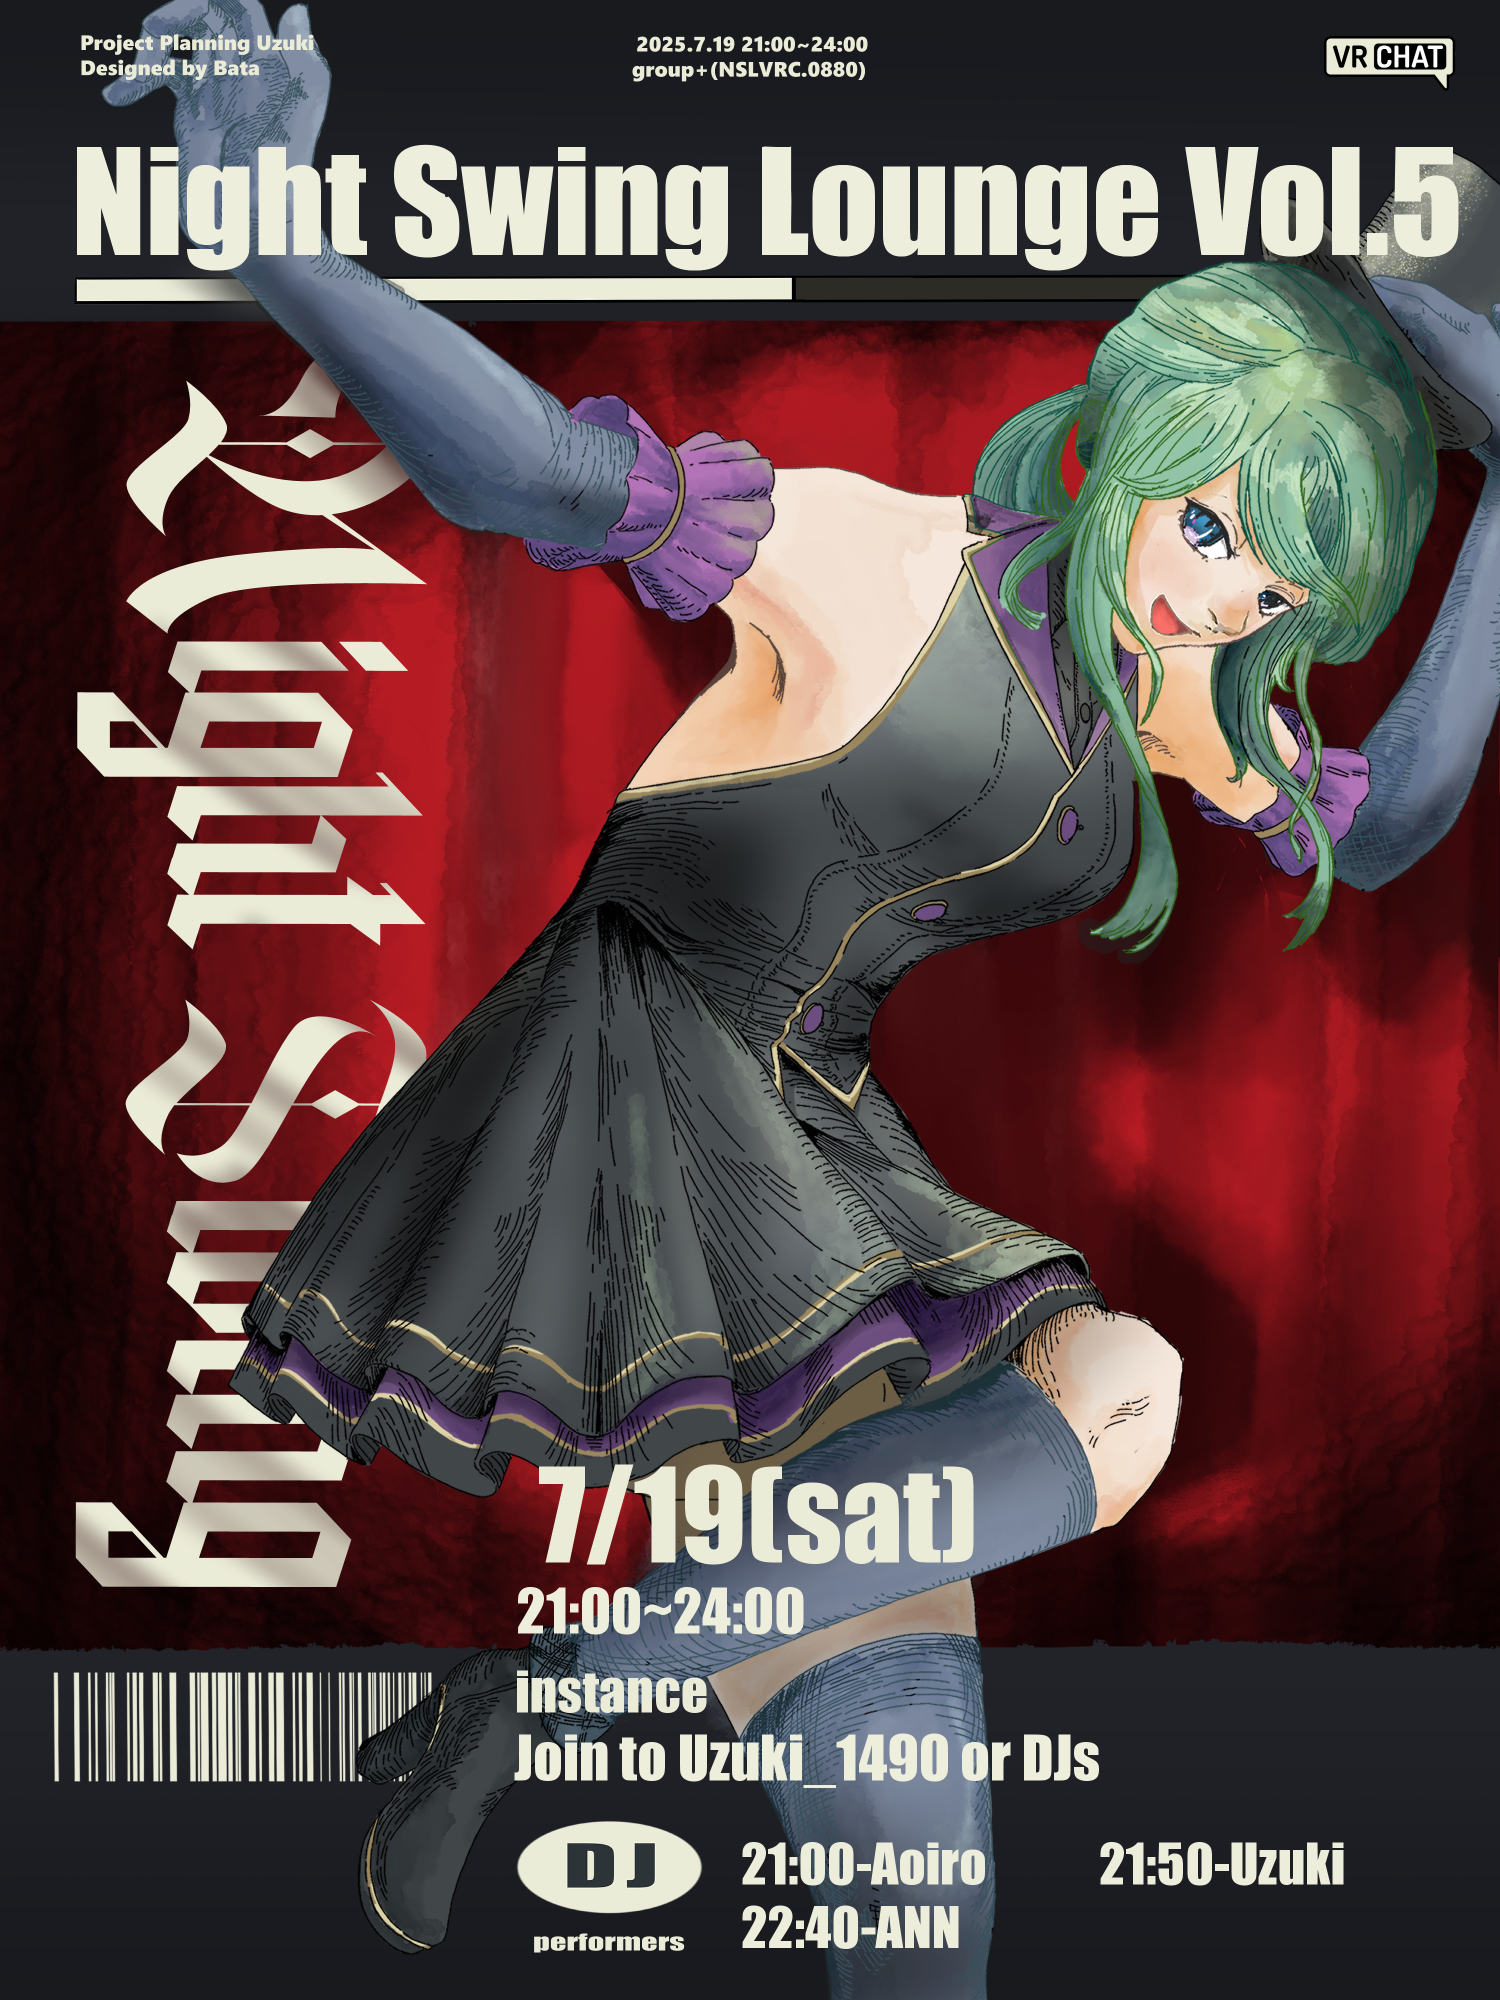 Project Planning Uzuki
Designed by Bata
2025.7.19 21:00~24:00
group+(NSLVRC.0880)
VRCHAT
Night Swing Lounge Vol.5
Night Swing
7/19(sat)
21:00~24:00
instance
Join to Uzuki_1490 or DJs
DJ
performers
21:00-Aoiro
21:50-Uzuki
22:40-ANN